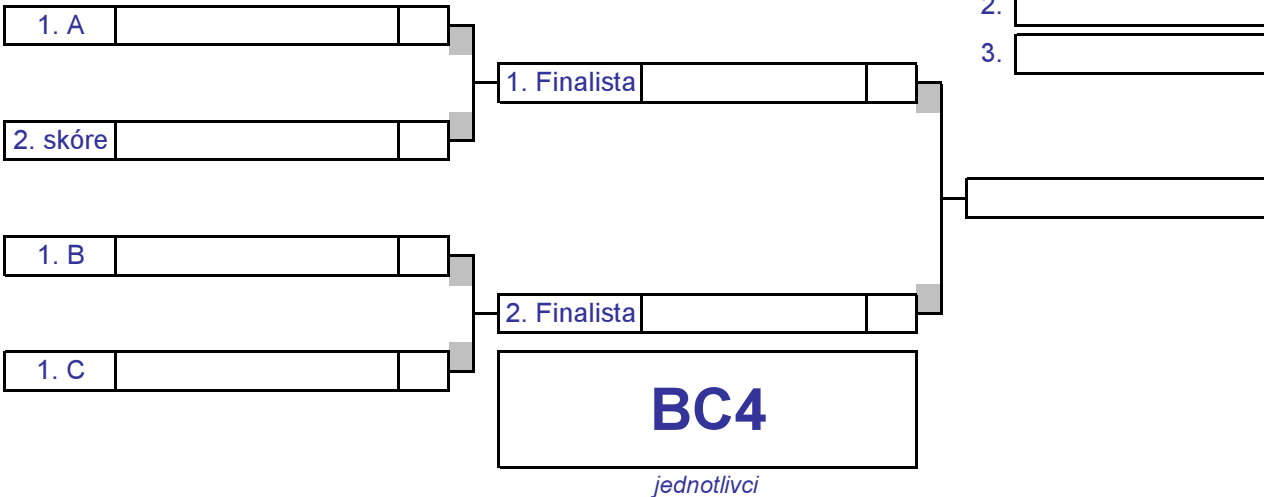 2.
1. A
3.
1. Finalista
2. skóre
1. B
2. Finalista
1. C
BC4
jednotlivci